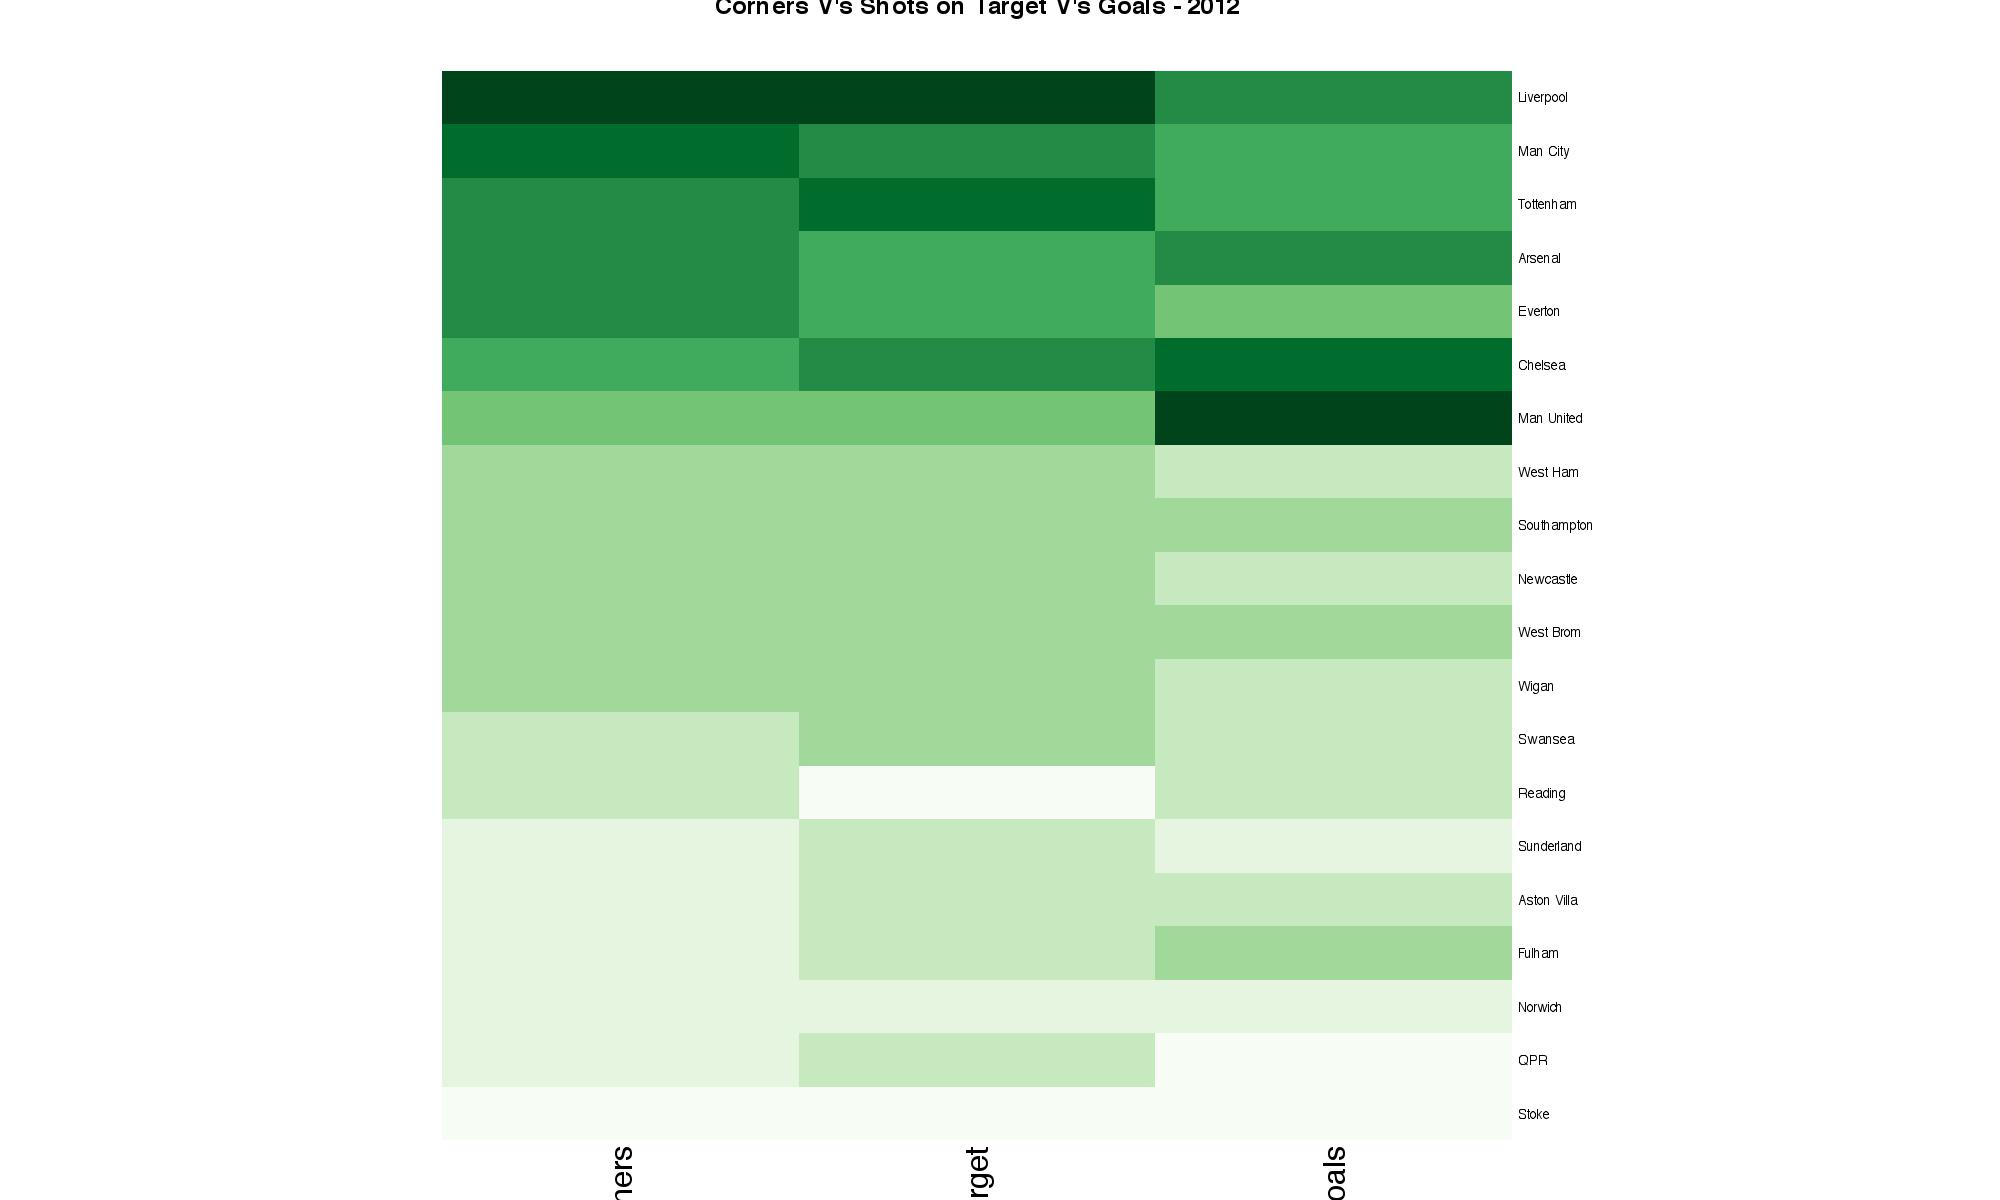 Corners V's Shots on Target V's Goals - 2012
Liverpool
Man City
Tottenham
Arsenal
Everton
Chelsea
Man United
West Ham
Southampton
Newcastle
West Brom
Wigan
Swansea
Reading
Sunderland
Aston Villa
Fulham
Norwich
QPR
Stoke
ners
rget
oals